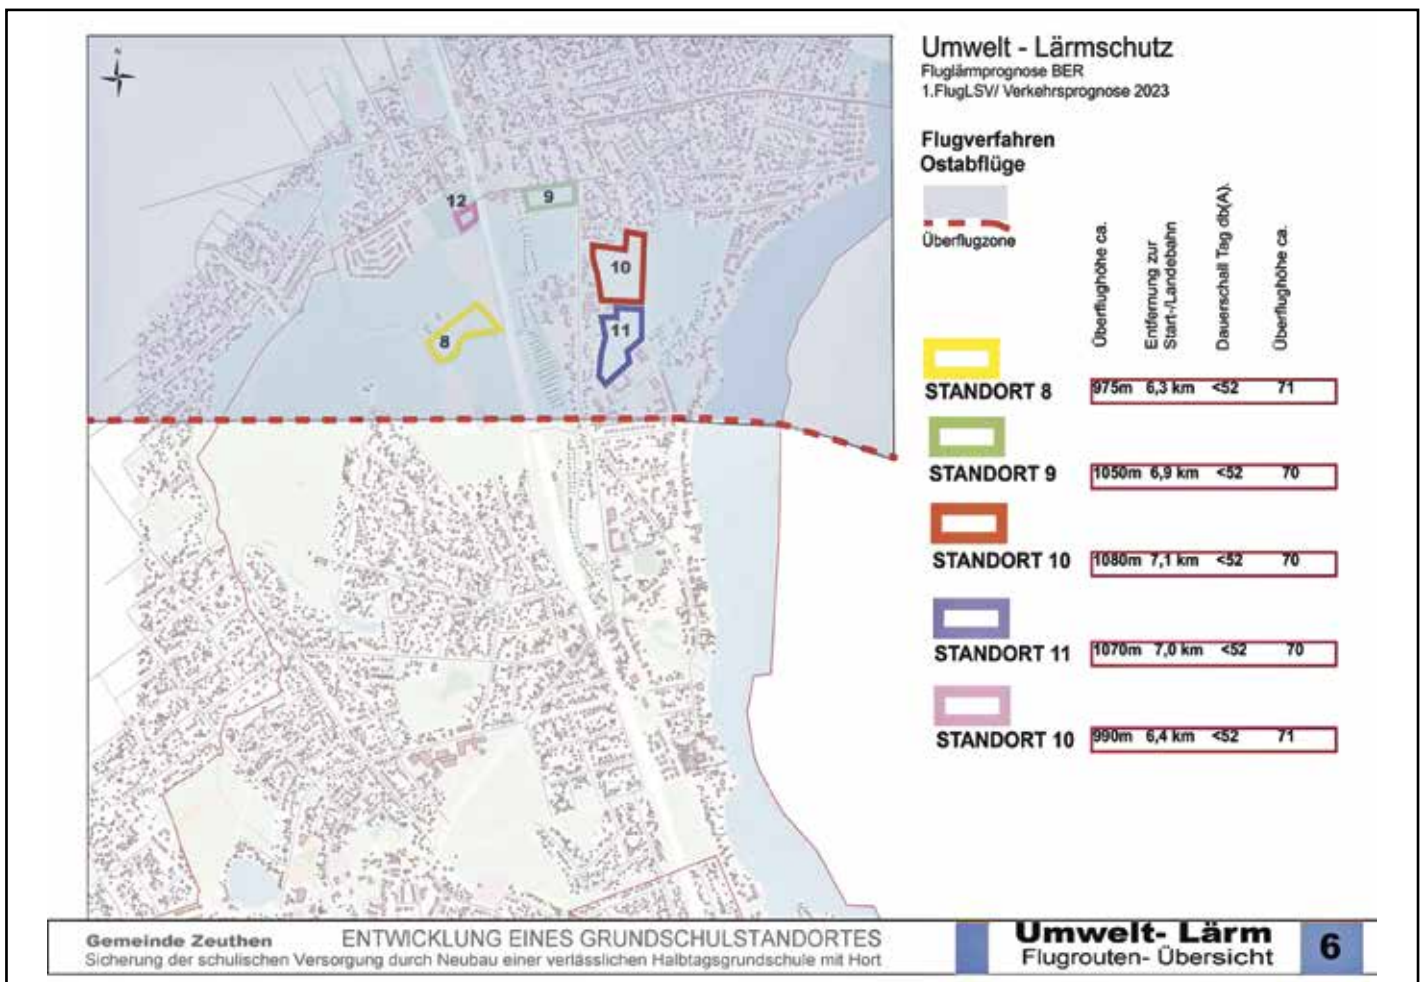 N
12
9
10
11
8
Umwelt - Lärmschutz
Fluglärmprognose BER
1.FlugLSV/ Verkehrsprognose 2023
Flugverfahren
Ostabflüge
Überflugzone
Überflughöhe ca.
Entfernung zur
Start-/Landebahn
Dauerschall Tag db(A).
Überflughöhe ca.
STANDORT 8 975m 6,3 km <52 71
STANDORT 9 1050m 6,9 km <52 70
STANDORT 10 1080m 7,1 km <52 70
STANDORT 11 1070m 7,0 km <52 70
STANDORT 10 990m 6,4 km <52 71
Gemeinde Zeuthen ENTWICKLUNG EINES GRUNDSCHULSTANDORTES
Sicherung der schulischen Versorgung durch Neubau einer verlässlichen Halbtagsgrundschule mit Hort
Umwelt- Lärm
Flugrouten- Übersicht
6